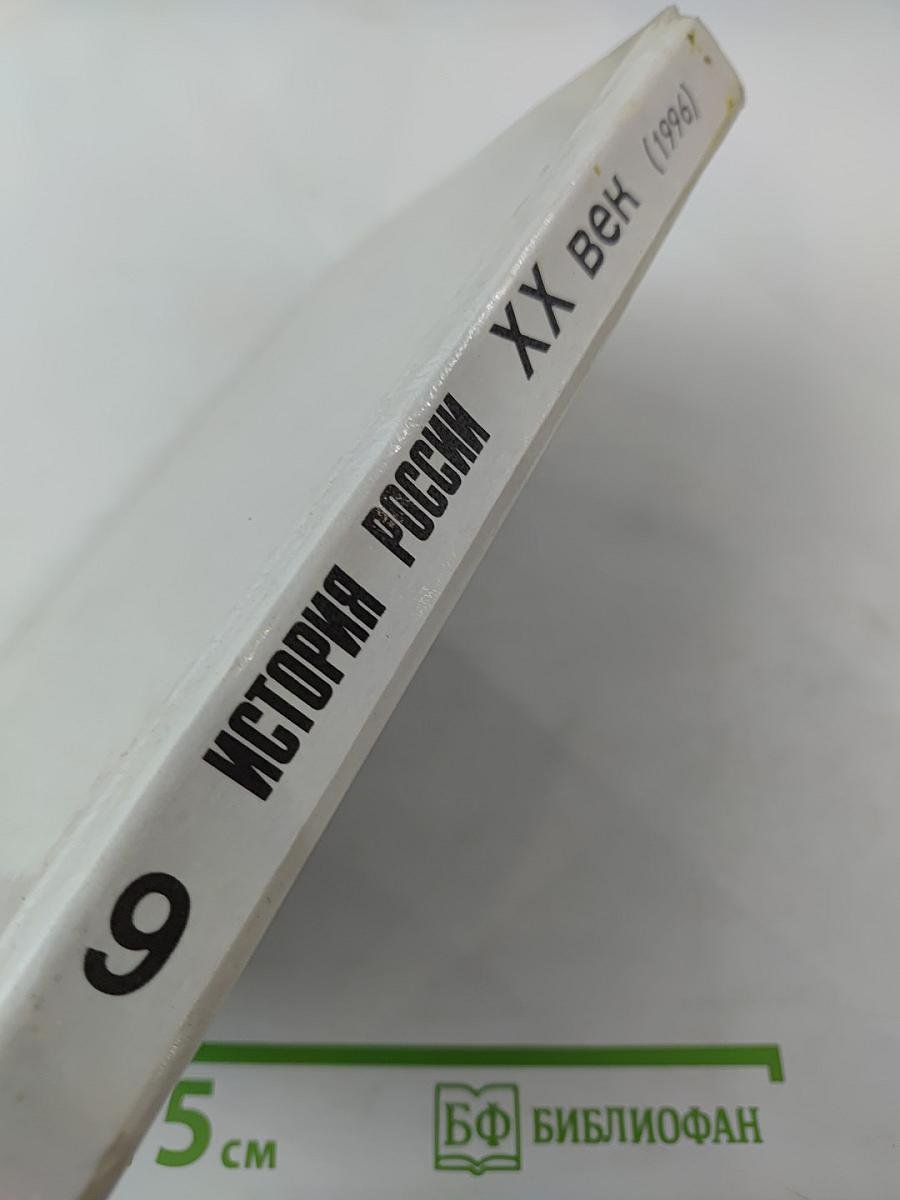 9 ИСТОРИЯ РОССИИ XX век (1996)
5 см
БФ БИБЛИОФАН